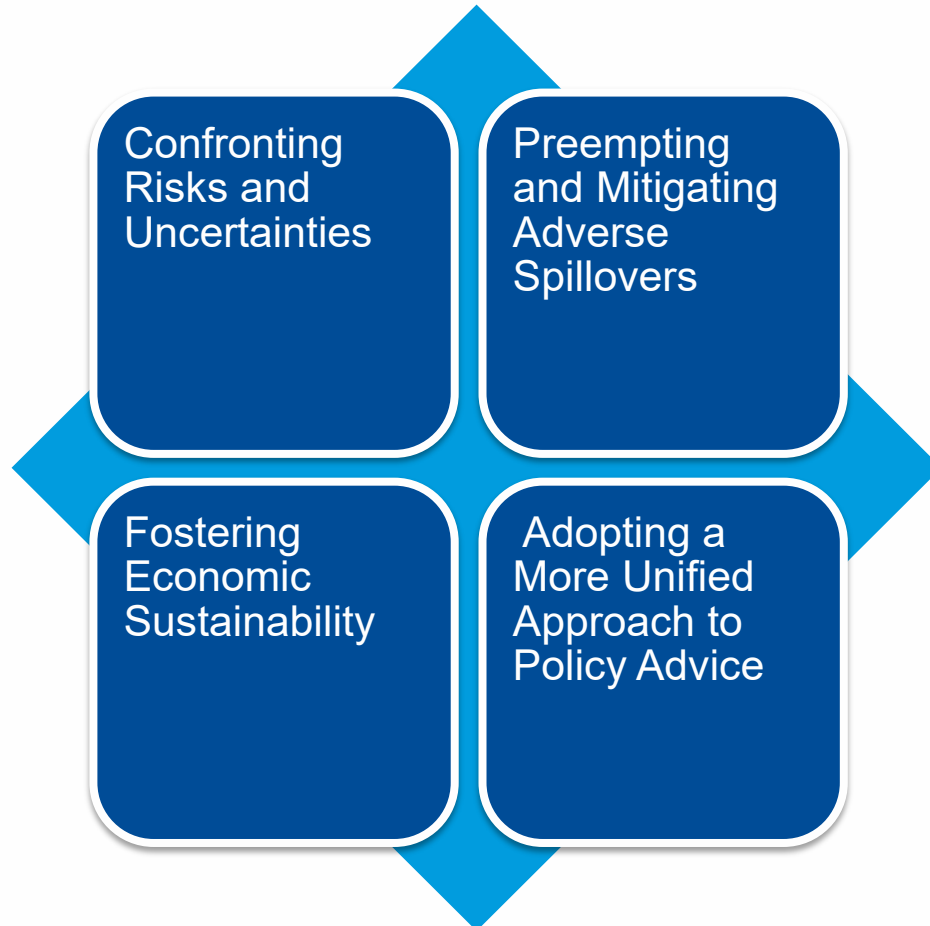 Confronting
Risks and
Uncertainties
Preempting
and Mitigating
Adverse
Spillovers
Fostering
Economic
Sustainability
Adopting a
More Unified
Approach to
Policy Advice